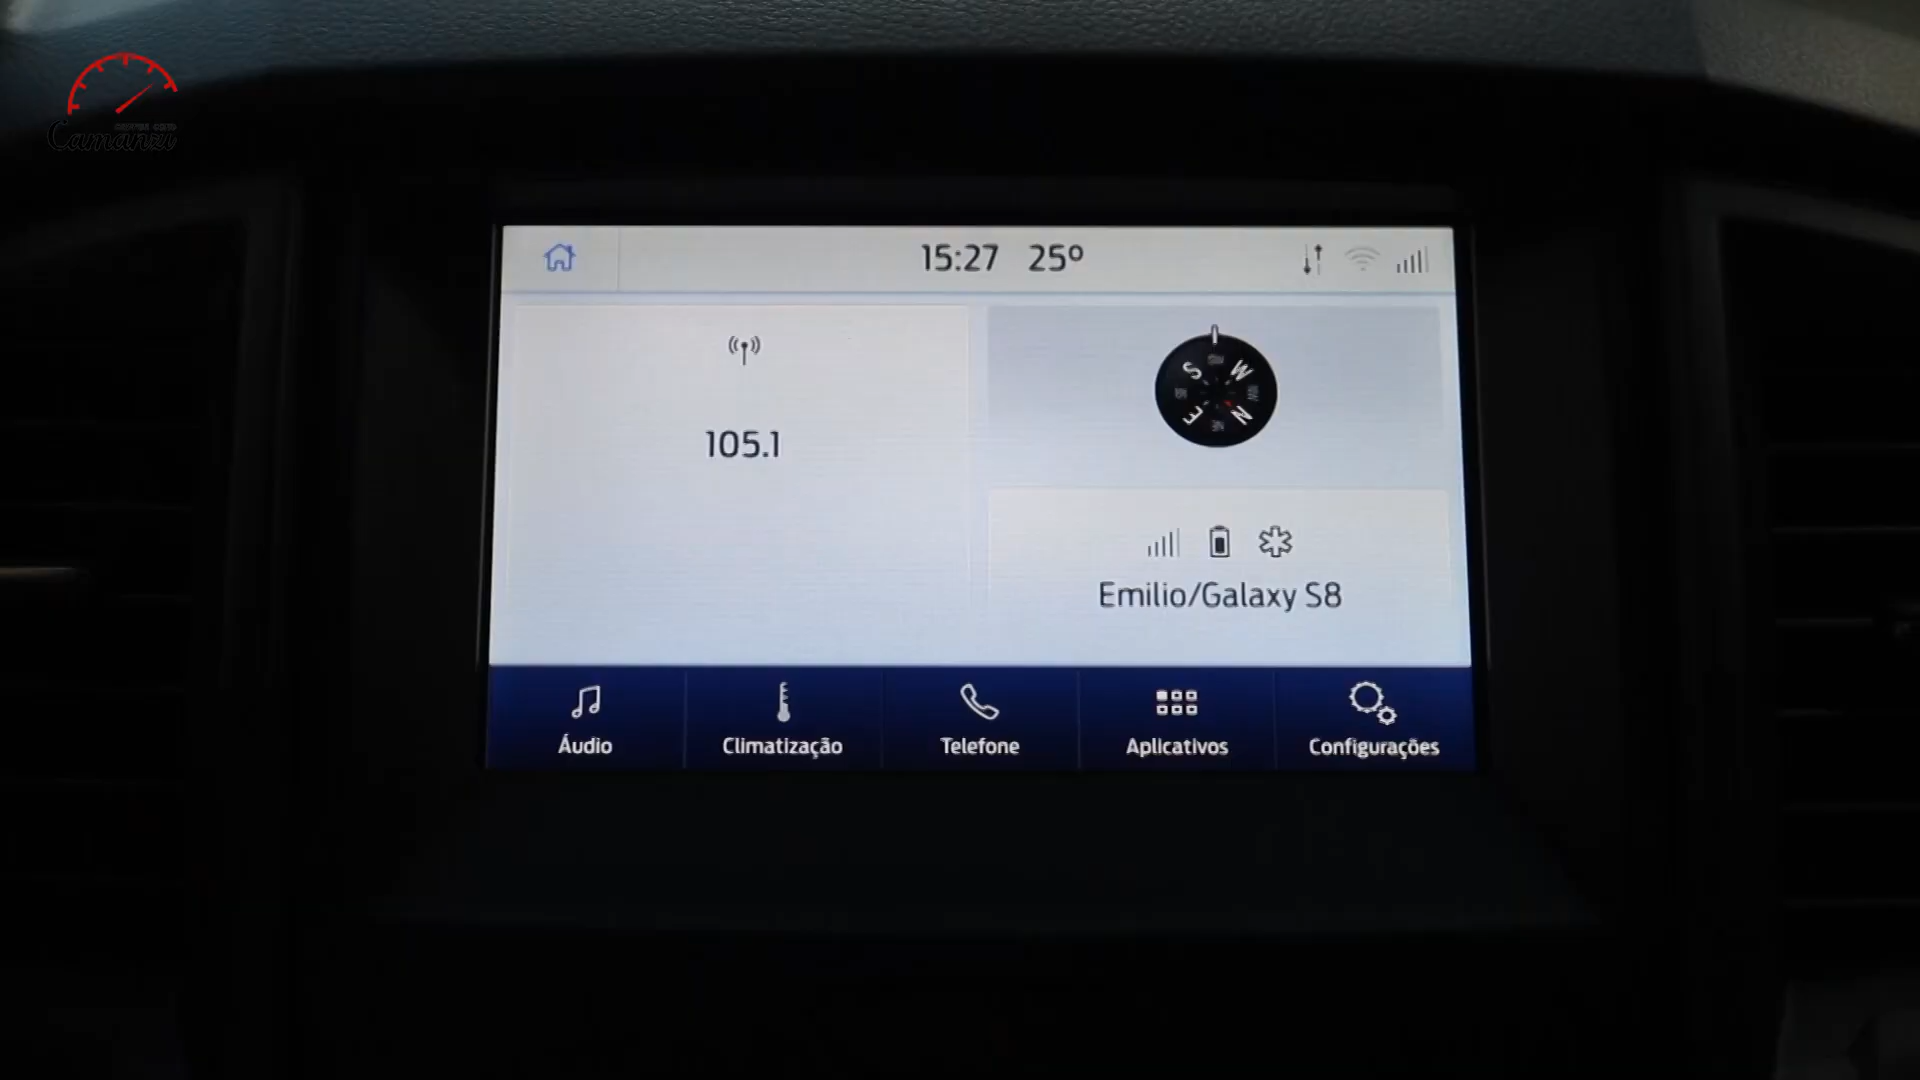 Camanzi
15:27 25º
105.1
S W
E N
Emilio/Galaxy S8
Áudio Climatização Telefone Aplicativos Configurações